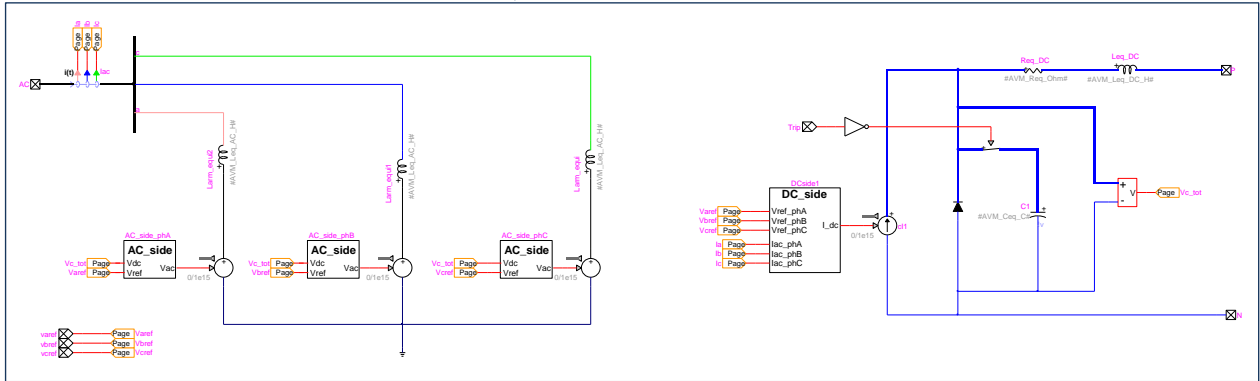 Page Ia
Page Ib
Page Ic
i(t)
Iac
AC
c
a
Larm_equi2
#AVM_Leq_AC_H#
Larm_equi1
#AVM_Leq_AC_H#
Larm_equi
#AVM_Leq_AC_H#
AC_side_phA
AC_side
Vc_tot Page Vdc
Varef Page Vref
Vac
0/1e15
AC_side_phB
AC_side
Vc_tot Page Vdc
Vbref Page Vref
Vac
0/1e15
AC_side_phC
AC_side
Vc_tot Page Vdc
Vcref Page Vref
Vac
0/1e15
varef Page Varef
vbref Page Vbref
vcref Page Vcref
Req_DC
#AVM_Req_Ohm#
Leq_DC
#AVM_Leq_DC_H#
P
Trip
DCside1
DC_side
Varef Page Vref_phA
Vbref Page Vref_phB
Vcref Page Vref_phC
I_dc
Ia Page Iac_phA
Ib Page Iac_phB
Ic Page Iac_phC
0/1e15
cI1
C1
v
V
Page Vc_tot
N